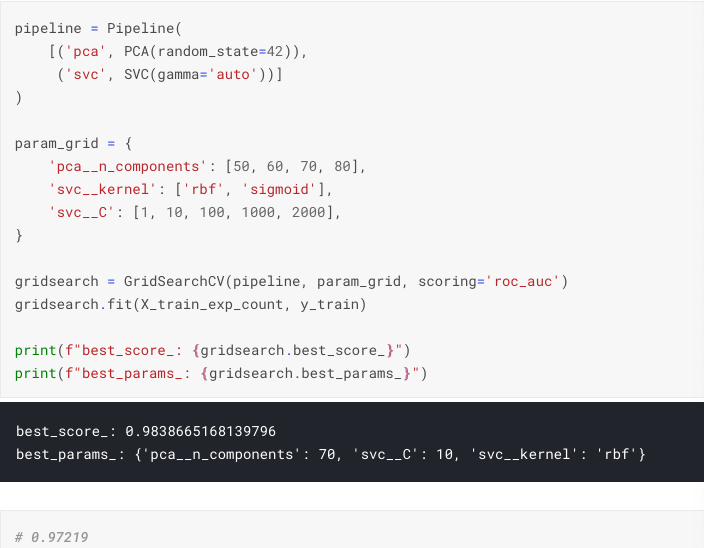 pipeline = Pipeline(
    [('pca', PCA(random_state=42)),
     ('svc', SVC(gamma='auto'))]
)

param_grid = {
    'pca__n_components': [50, 60, 70, 80],
    'svc__kernel': ['rbf', 'sigmoid'],
    'svc__C': [1, 10, 100, 1000, 2000],
}

gridsearch = GridSearchCV(pipeline, param_grid, scoring='roc_auc')
gridsearch.fit(X_train_exp_count, y_train)

print(f"best_score_: {gridsearch.best_score_}")
print(f"best_params_: {gridsearch.best_params_}")

best_score_: 0.9838665168139796
best_params_: {'pca__n_components': 70, 'svc__C': 10, 'svc__kernel': 'rbf'}

# 0.97219